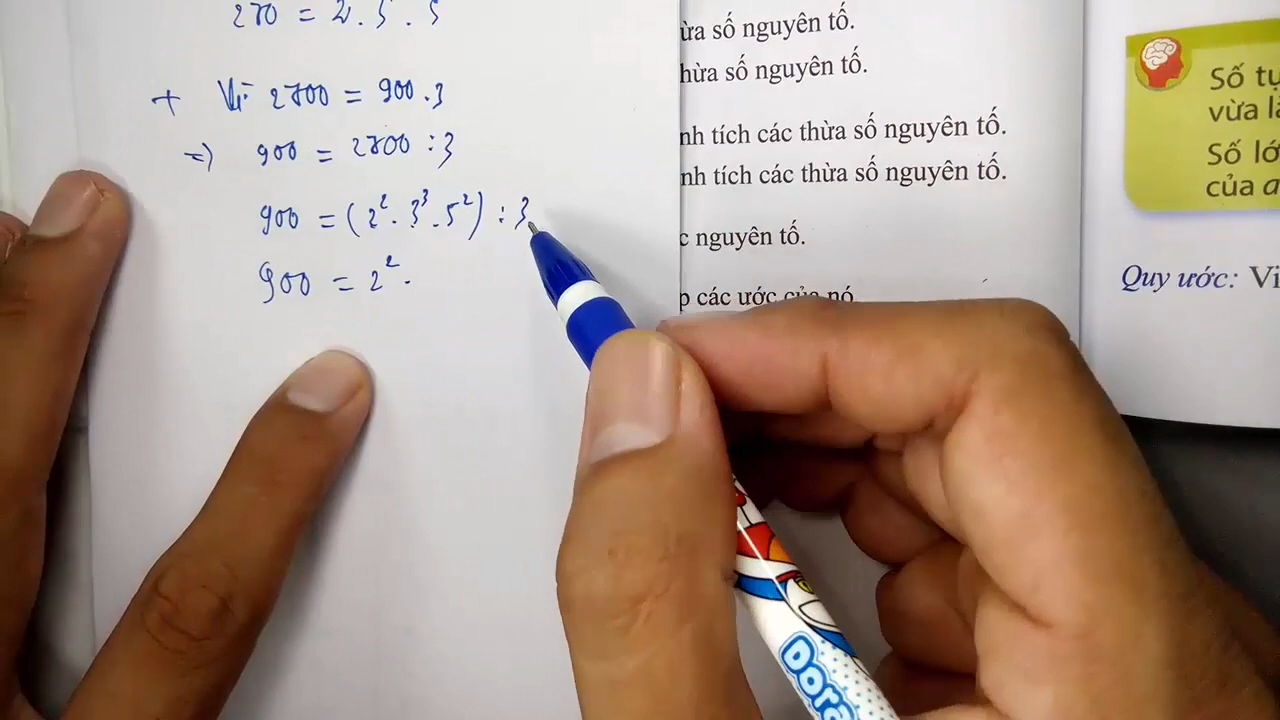 270 = 2.5.5
+ Vì 2700 = 900.3
=) 900 = 2700 : 3
900 = (2². 3³. 5²) : 3
900 = 2².
ừa số nguyên tố.
hừa số nguyên tố.
nh tích các thừa số nguyên tố.
nh tích các thừa số nguyên tố.
c nguyên tố.
p các ước của nó
Số tự
vừa là
Số lớ
của a
Quy ước: Vi
Dora